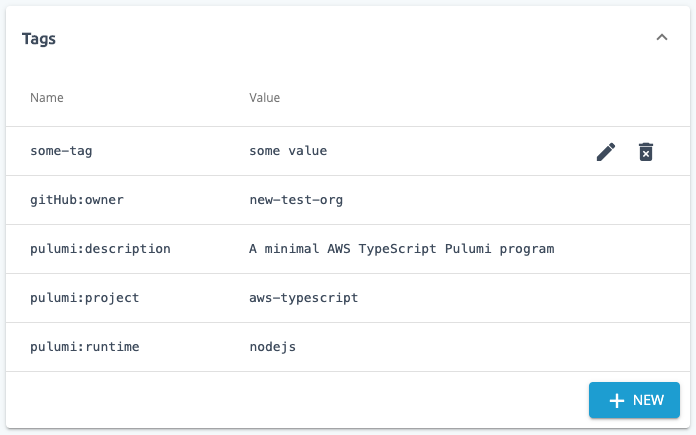 Tags
Name Value
some-tag some value
gitHub:owner new-test-org
pulumi:description A minimal AWS TypeScript Pulumi program
pulumi:project aws-typescript
pulumi:runtime nodejs
+ NEW